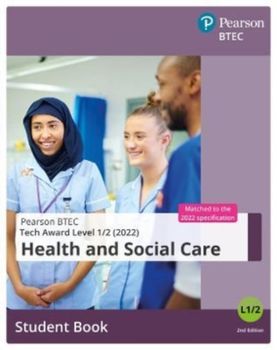 Pearson
BTEC
Matched to the
2022 specification
Pearson BTEC
Tech Award Level 1/2 (2022)
Health and Social Care
L1/2
Student Book
2nd Edition